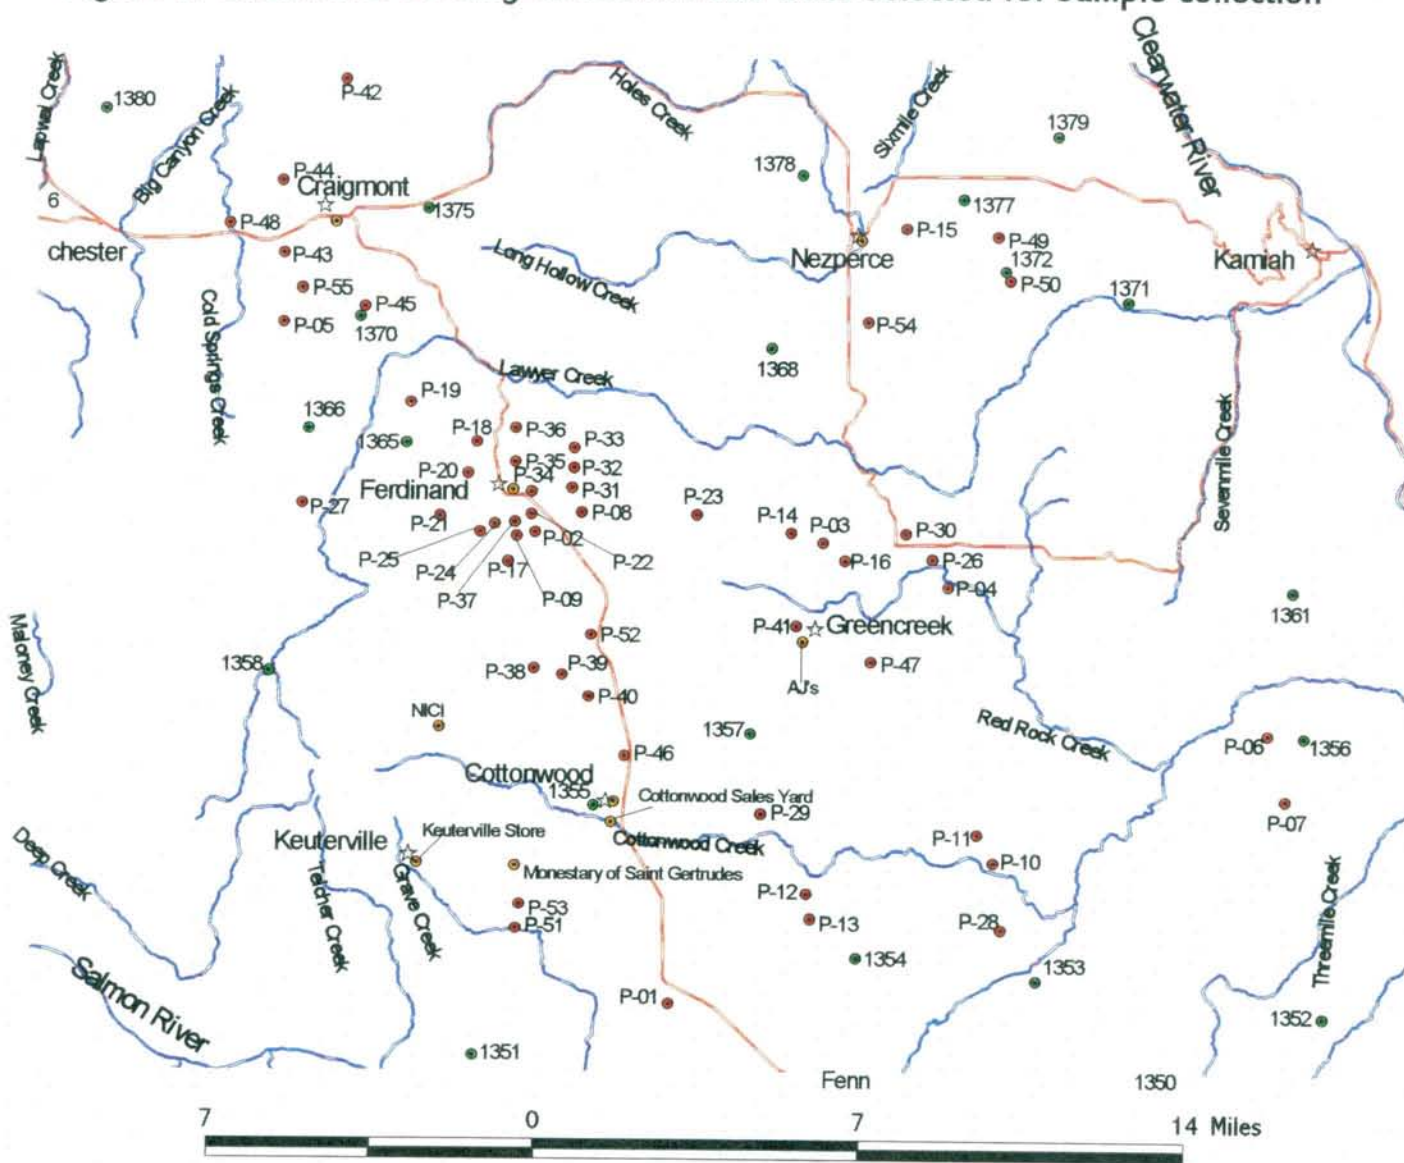 for Sample Collection
Clearwater River
Lapwai Creek
1380
P-42
Holes Creek
Sixmile Creek
1379
Big Canyon Creek
1378
P-44
Craigmont
1375
1377
6
P-48
P-15
P-49
chester
P-43
Long Hollow Creek
Nezperce
Kamiah
1372
P-50
P-55
P-45
1371
Cold Springs Creek
P-05
1370
P-54
1368
Lawyer Creek
P-19
1366
1365
P-18
P-36
P-33
Sevenmile Creek
P-35
P-32
P-20
P-34
Ferdinand
P-31
P-23
P-27
P-21
P-08
P-14
P-03
P-30
P-25
P-02
P-22
P-24
P-17
P-16
P-26
P-37
P-09
P-04
1361
Maloney Creek
P-52
P-41
Greencreek
1358
P-38
P-39
P-47
P-40
AJ's
NICI
1357
Red Rock Creek
P-46
P-06
1356
Cottonwood
1355
Cottonwood Sales Yard
P-29
P-07
Deep Creek
Keuterville
Keuterville Store
Cottonwood Creek
P-11
P-10
Monestary of Saint Gertrudes
Telcher Creek
Grave Creek
P-12
P-53
P-13
P-51
P-28
Threemile Creek
1354
1353
Salmon River
P-01
1352
1351
Fenn
1350
7 0 7 14 Miles